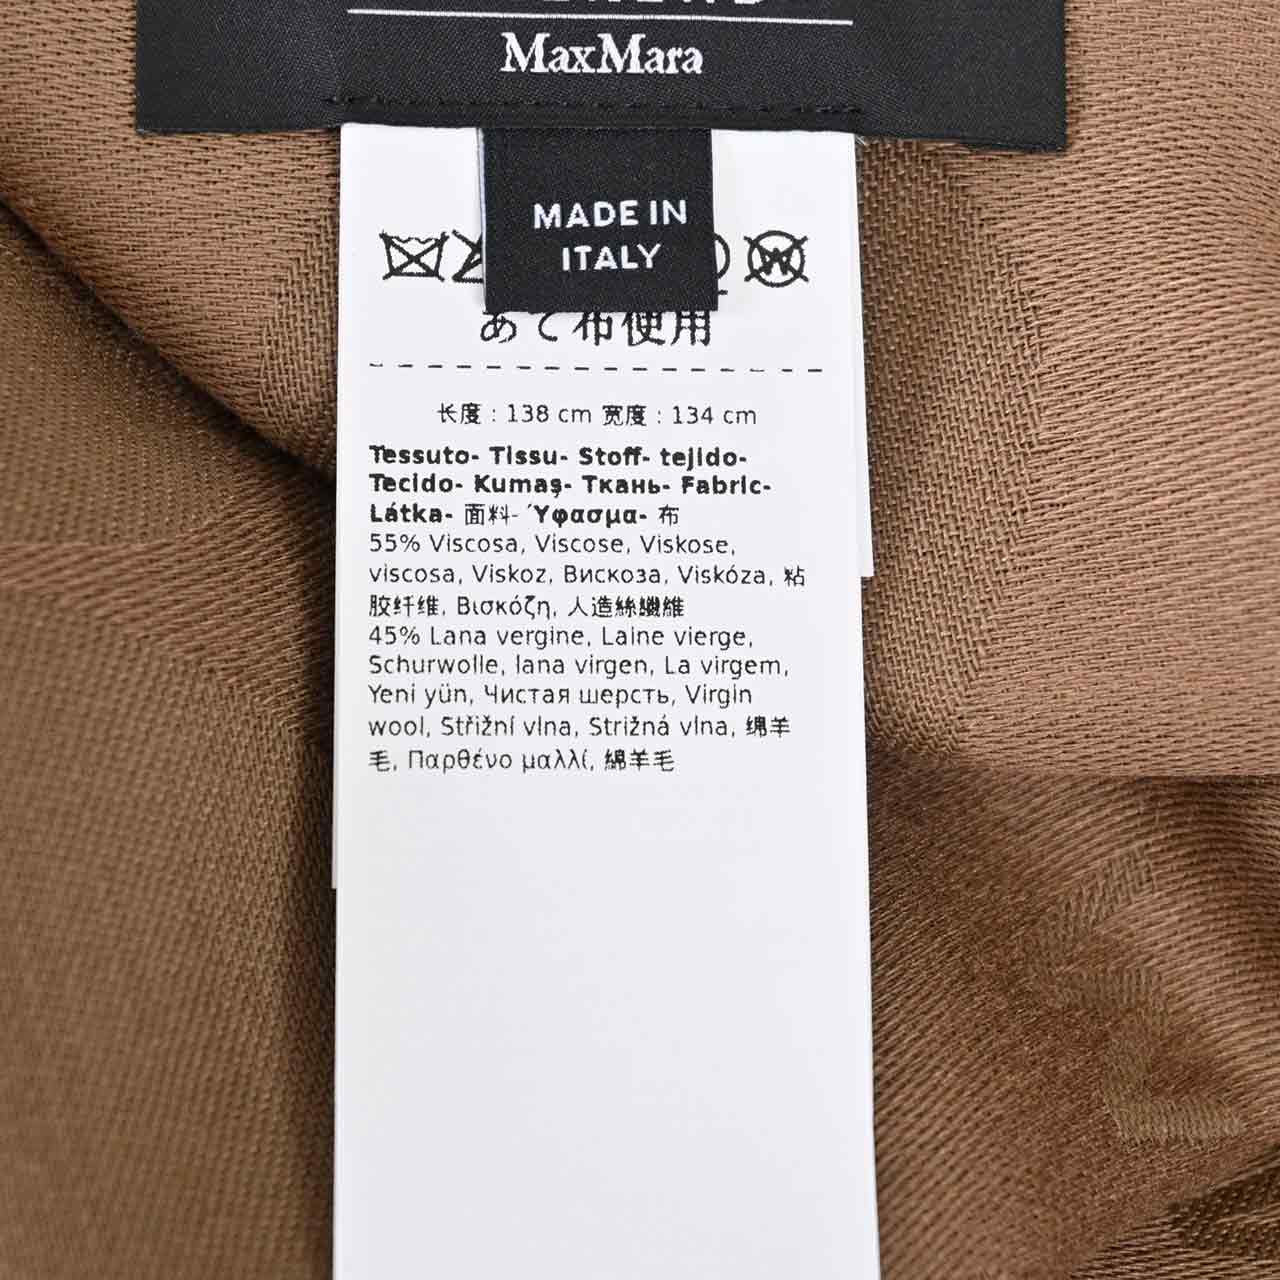 MaxMara
MADE IN
ITALY
あて布使用
长度 : 138 cm 宽度 : 134 cm
Tessuto- Tissu- Stoff- tejido-
Tecido- Kumaş- Ткань- Fabric-
Látka- 面料- Ύφασμα- 布
55% Viscosa, Viscose, Viskose,
viscosa, Viskoz, Вискоза, Viskóza, 粘
胶纤维, Βισκόζη, 人造絲纖維
45% Lana vergine, Laine vierge,
Schurwolle, lana virgen, La virgem,
Yeni yün, Чистая шерсть, Virgin
wool, Střižní vlna, Strižná vlna, 绵羊
毛, Παρθένο μαλλί, 綿羊毛